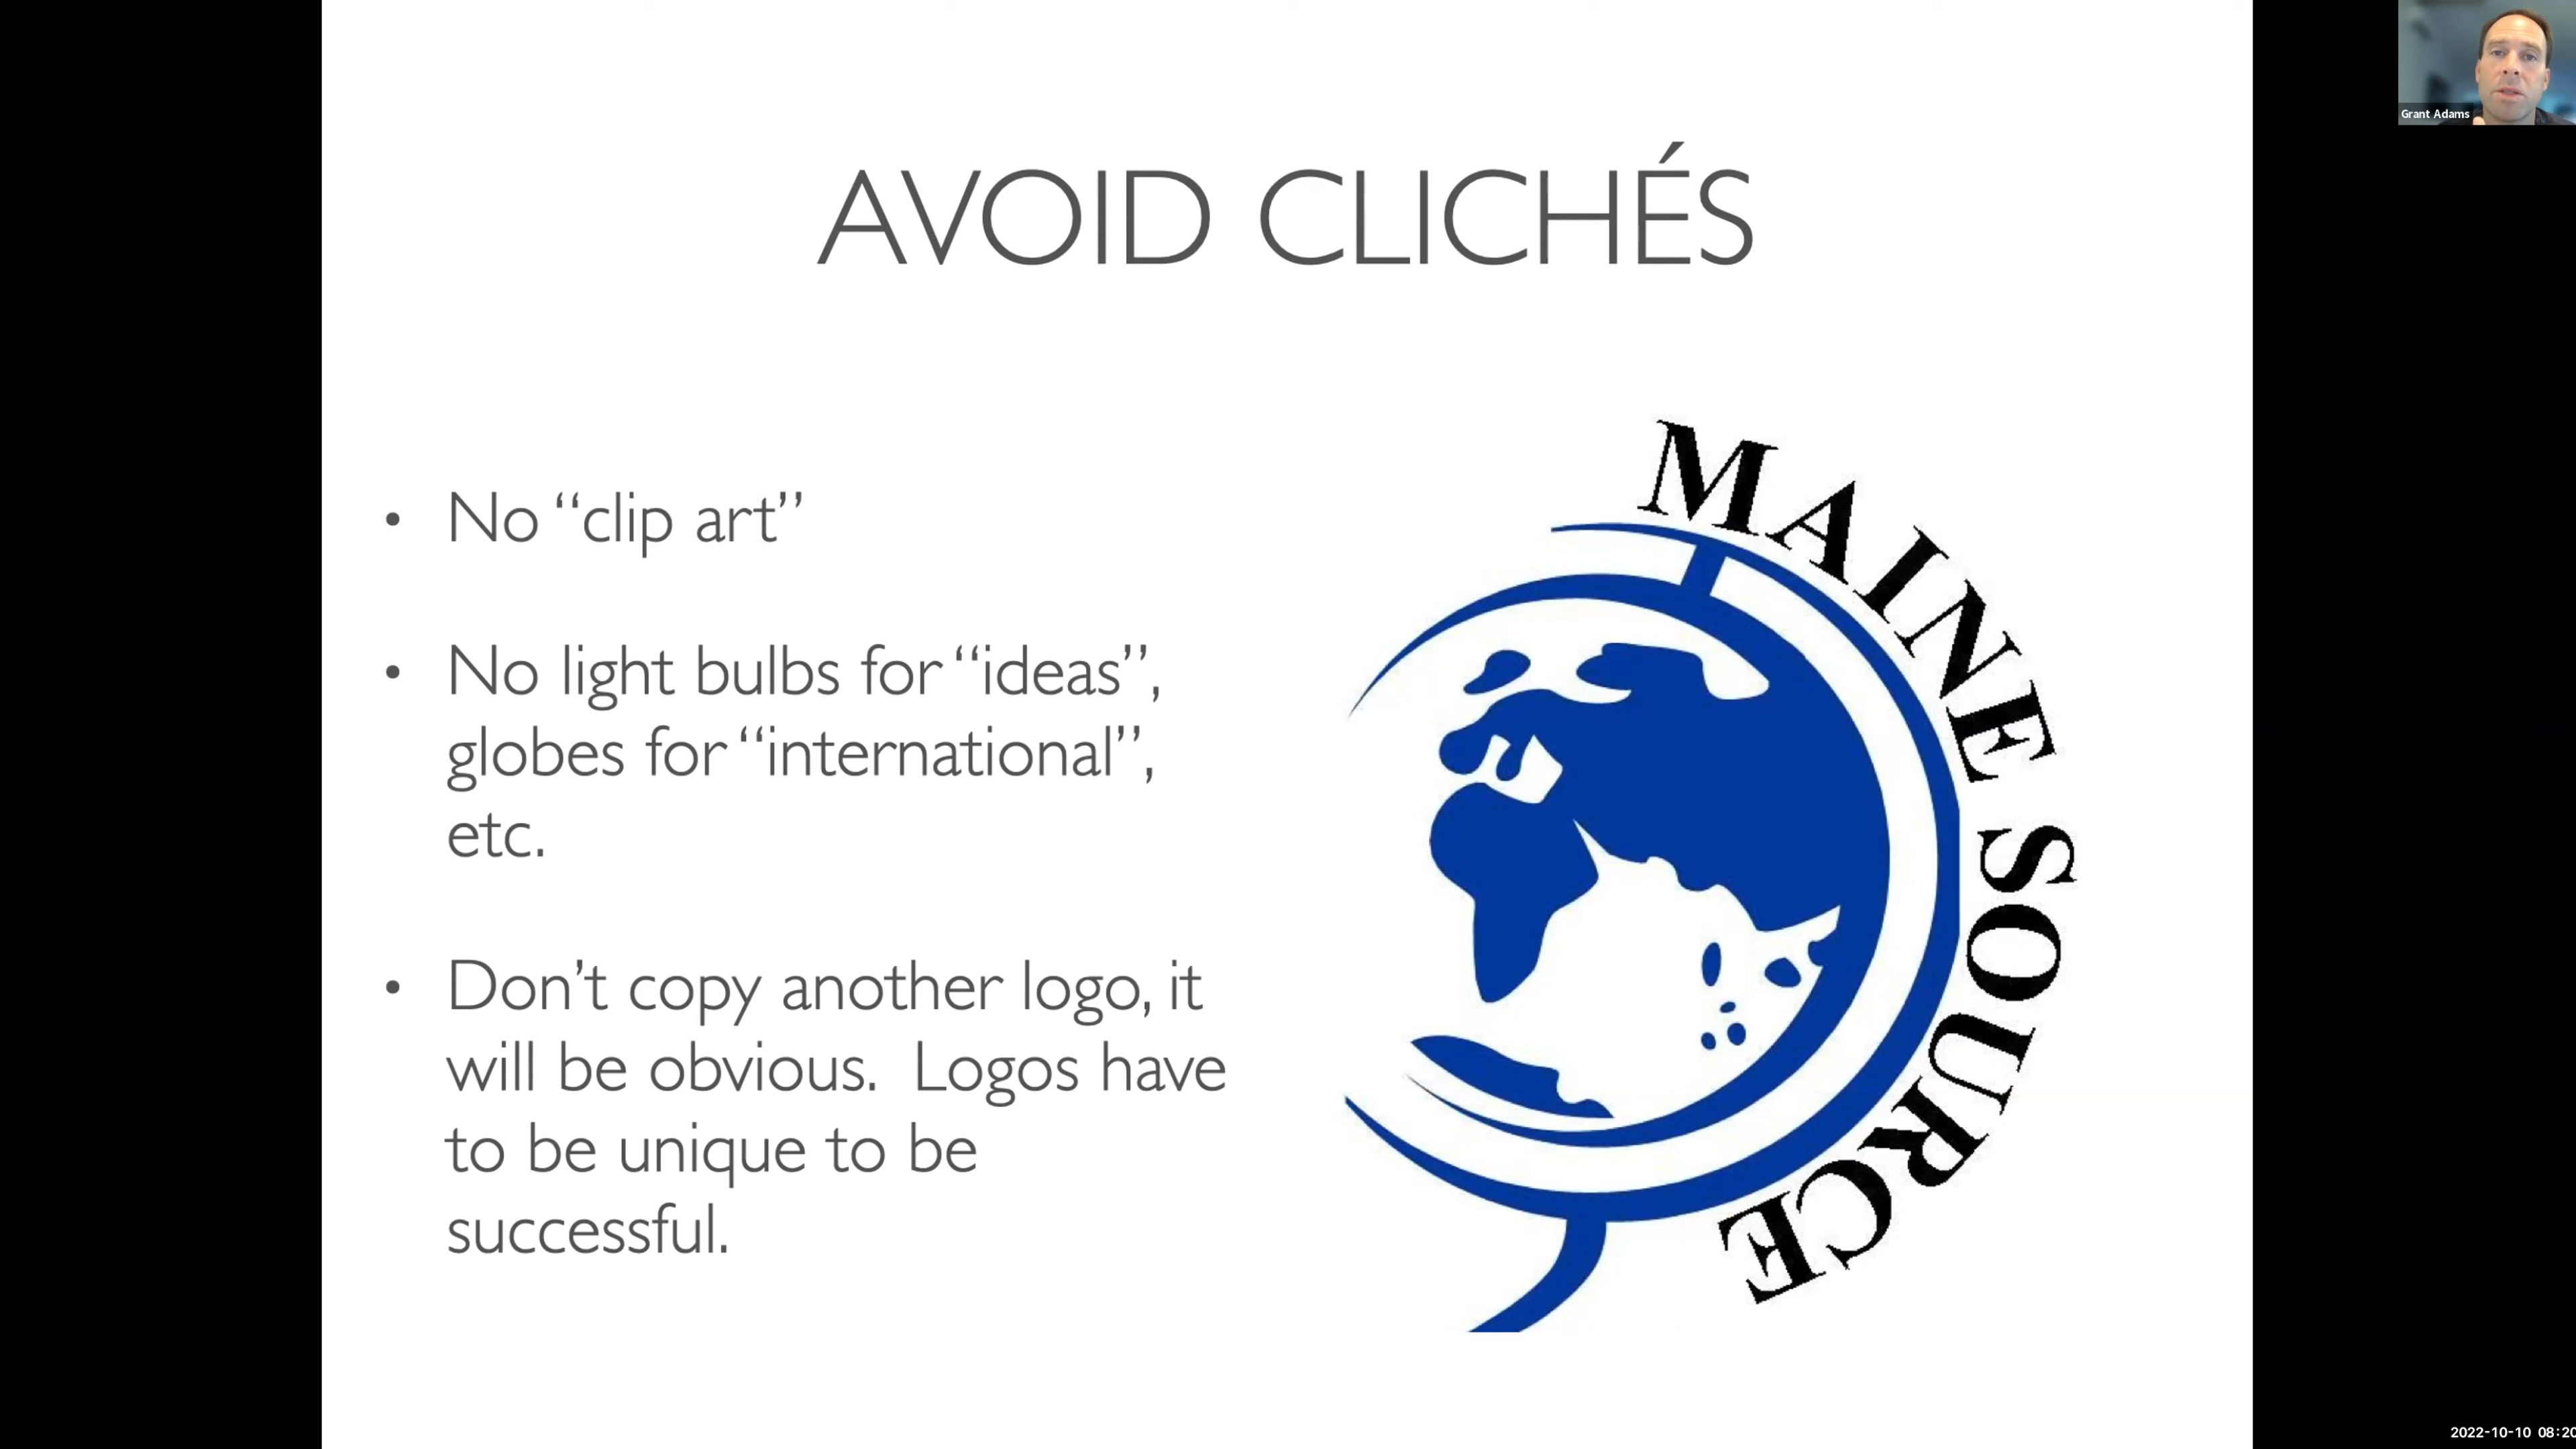 AVOID CLICHÉS
• No “clip art”
• No light bulbs for “ideas”,
globes for “international”,
etc.
• Don’t copy another logo, it
will be obvious.  Logos have
to be unique to be
successful.
MAINE SOURCE
Grant Adams
2022-10-10 08:20